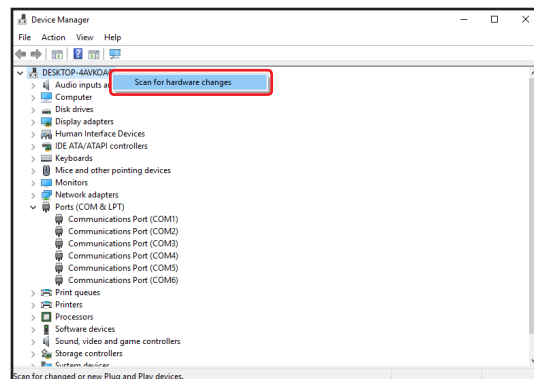 Device Manager
File Action View Help
DESKTOP-4AVKOA
Scan for hardware changes
Audio inputs a
Computer
Disk drives
Display adapters
Human Interface Devices
IDE ATA/ATAPI controllers
Keyboards
Mice and other pointing devices
Monitors
Network adapters
Ports (COM & LPT)
Communications Port (COM1)
Communications Port (COM2)
Communications Port (COM3)
Communications Port (COM4)
Communications Port (COM5)
Communications Port (COM6)
Print queues
Printers
Processors
Software devices
Sound, video and game controllers
Storage controllers
System devices
Scan for changed or new Plug and Play devices.